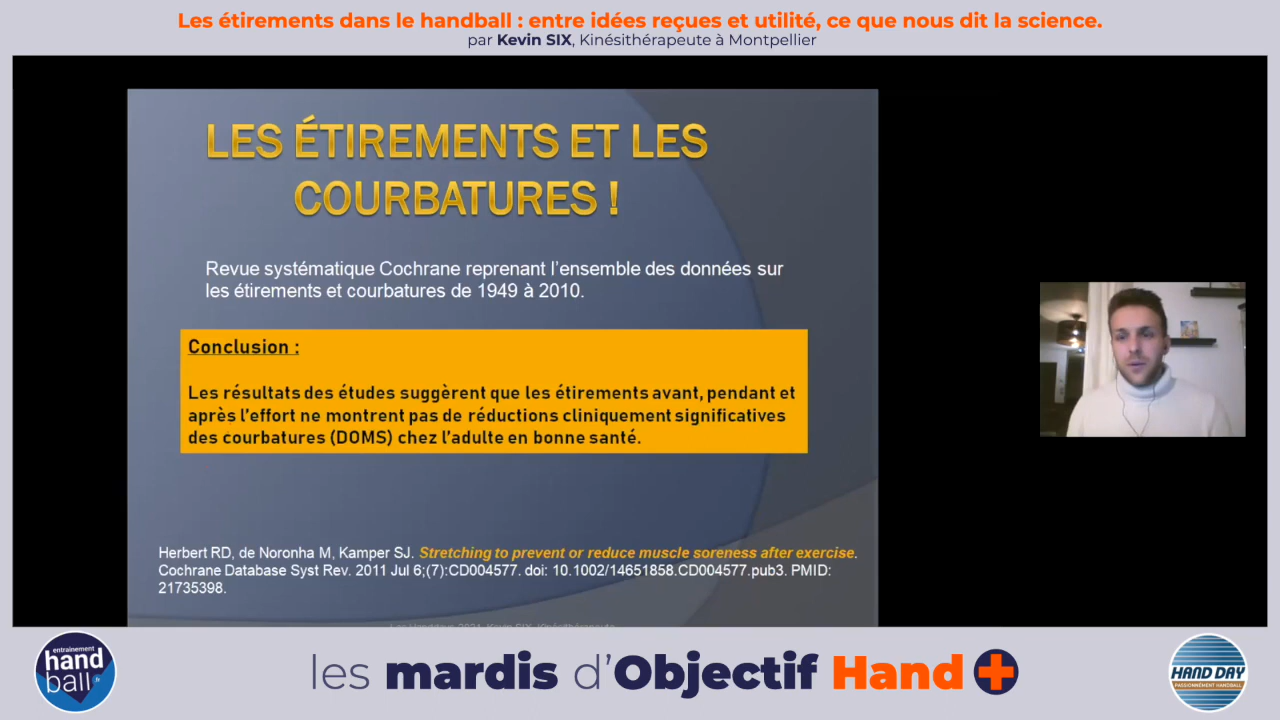 Les étirements dans le handball : entre idées reçues et utilité, ce que nous dit la science.
par Kevin SIX, Kinésithérapeute à Montpellier
LES ÉTIREMENTS ET LES
COURBATURES !
Revue systématique Cochrane reprenant l'ensemble des données sur
les étirements et courbatures de 1949 à 2010.
Conclusion :
Les résultats des études suggèrent que les étirements avant, pendant et
après l'effort ne montrent pas de réductions cliniquement significatives
des courbatures (DOMS) chez l'adulte en bonne santé.
Herbert RD, de Noronha M, Kamper SJ. Stretching to prevent or reduce muscle soreness after exercise.
Cochrane Database Syst Rev. 2011 Jul 6;(7):CD004577. doi: 10.1002/14651858.CD004577.pub3. PMID:
21735398.
entrainement
hand
ball.fr
les mardis d'Objectif Hand+
HAND DAY
PASSIONNÉMENT HANDBALL